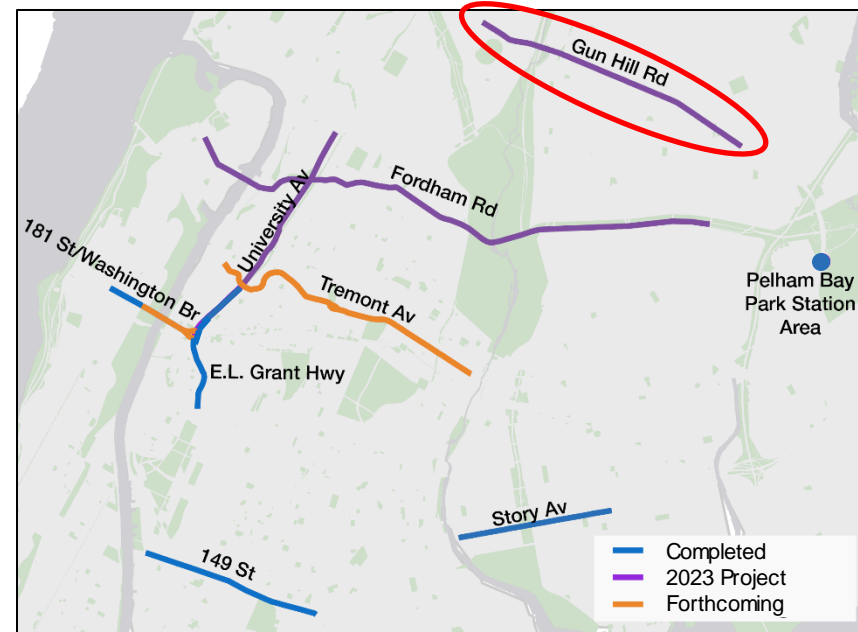 Gun Hill Rd
Fordham Rd
University Av
181 St/Washington Br
Tremont Av
Pelham Bay
Park Station
Area
E.L. Grant Hwy
Story Av
149 St
Completed
2023 Project
Forthcoming